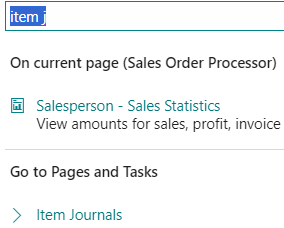 item j
On current page (Sales Order Processor)
Salesperson - Sales Statistics
View amounts for sales, profit, invoice
Go to Pages and Tasks
Item Journals